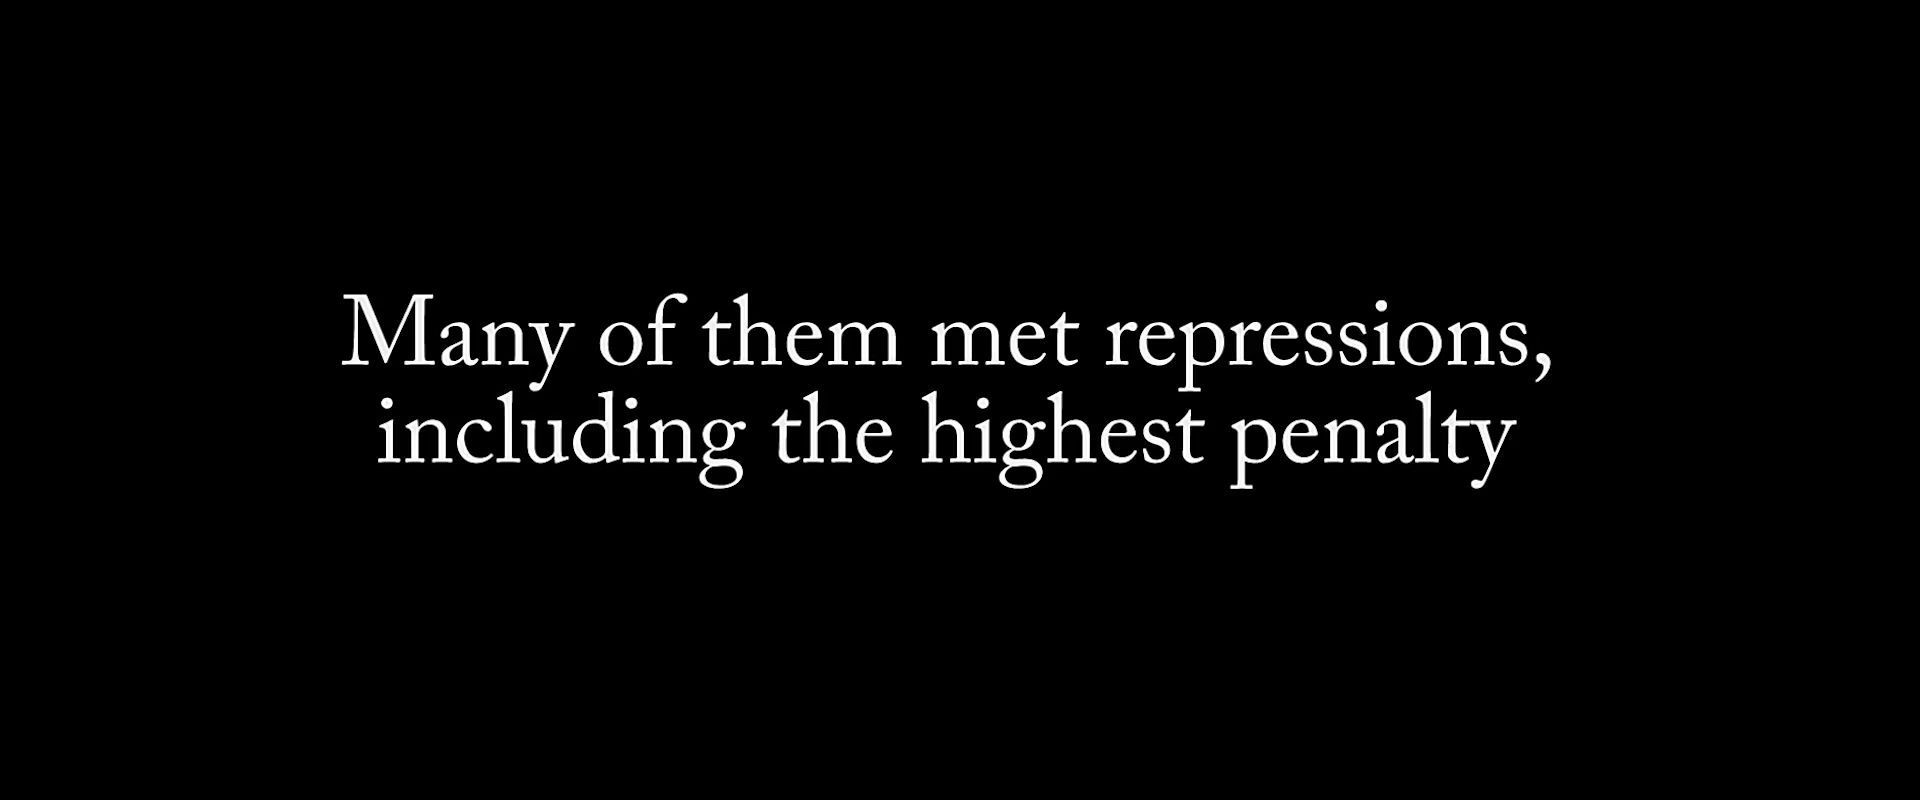 Many of them met repressions,
including the highest penalty